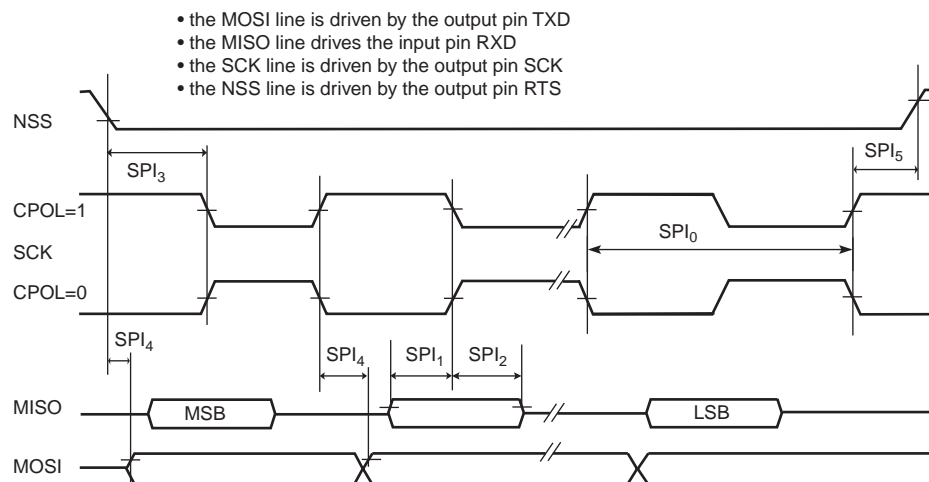 • the MOSI line is driven by the output pin TXD
• the MISO line drives the input pin RXD
• the SCK line is driven by the output pin SCK
• the NSS line is driven by the output pin RTS
NSS
SPI3
SPI5
CPOL=1
SCK
SPI0
CPOL=0
SPI4
SPI4
SPI1
SPI2
MISO
MSB
LSB
MOSI